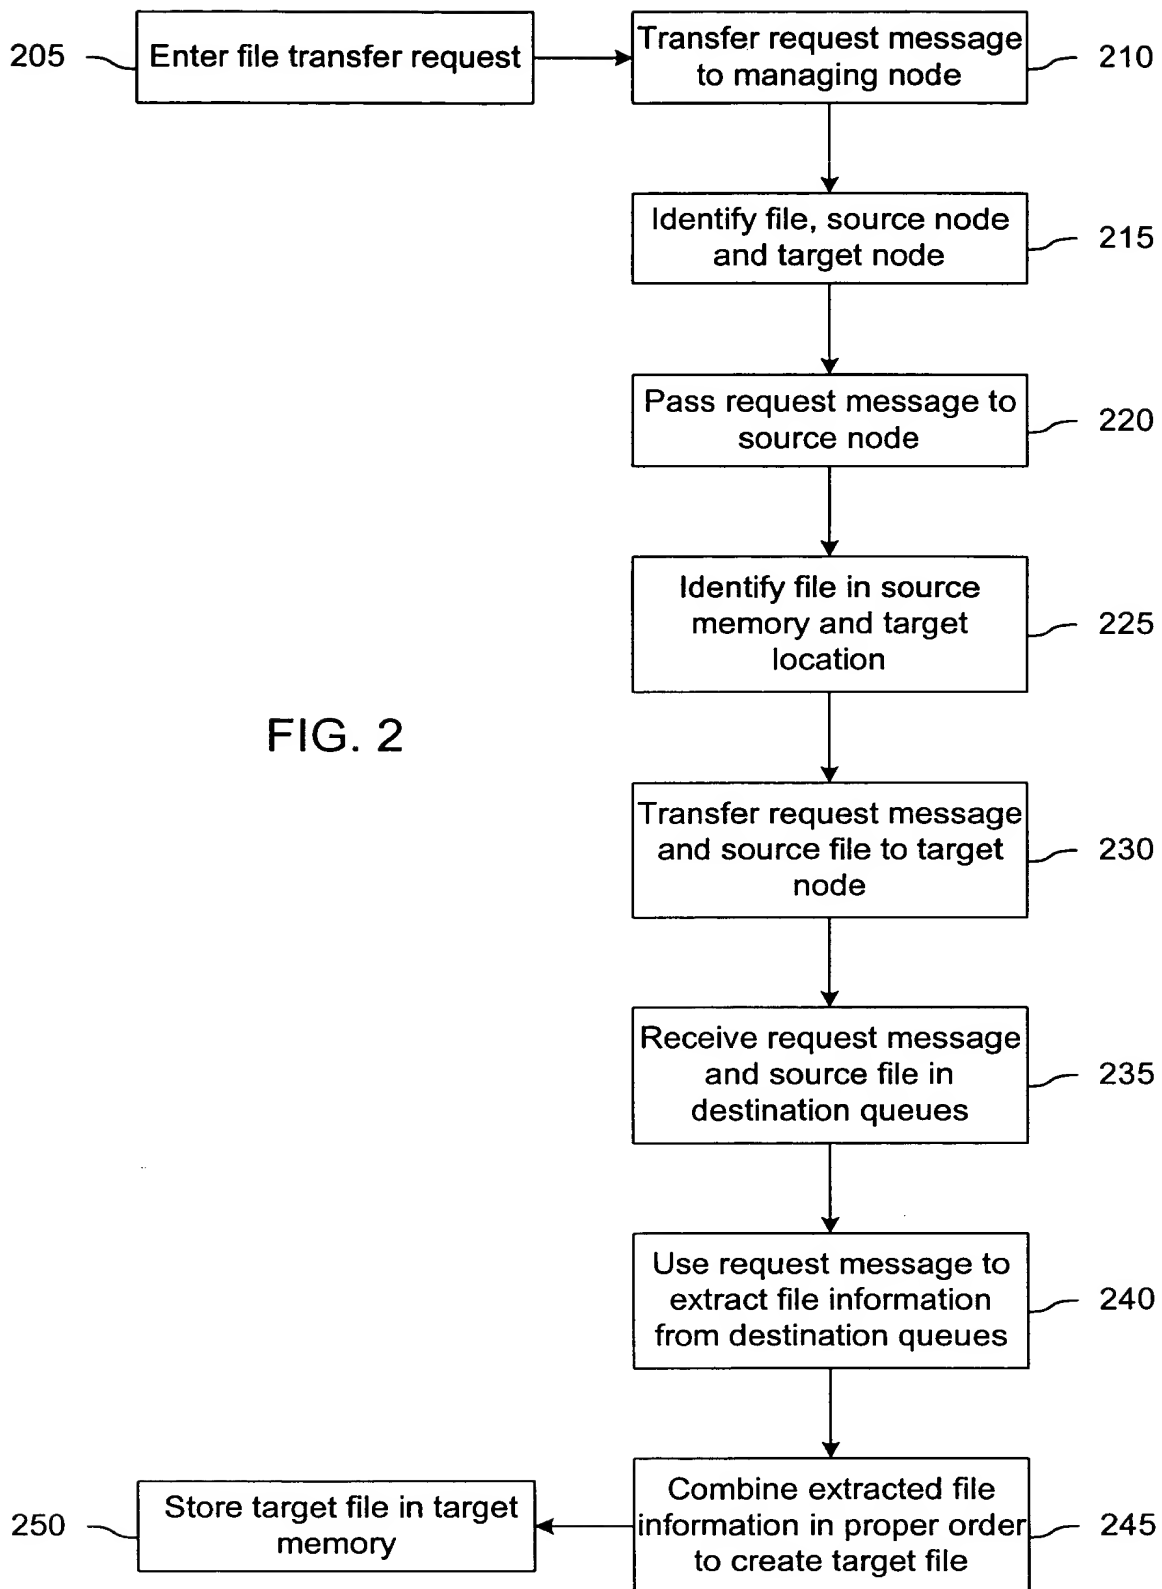 205
Enter file transfer request
Transfer request message
to managing node
210
Identify file, source node
and target node
215
Pass request message to
source node
220
Identify file in source
memory and target
location
225
FIG. 2
Transfer request message
and source file to target
node
230
Receive request message
and source file in
destination queues
235
Use request message to
extract file information
from destination queues
240
Combine extracted file
information in proper order
to create target file
245
250
Store target file in target
memory